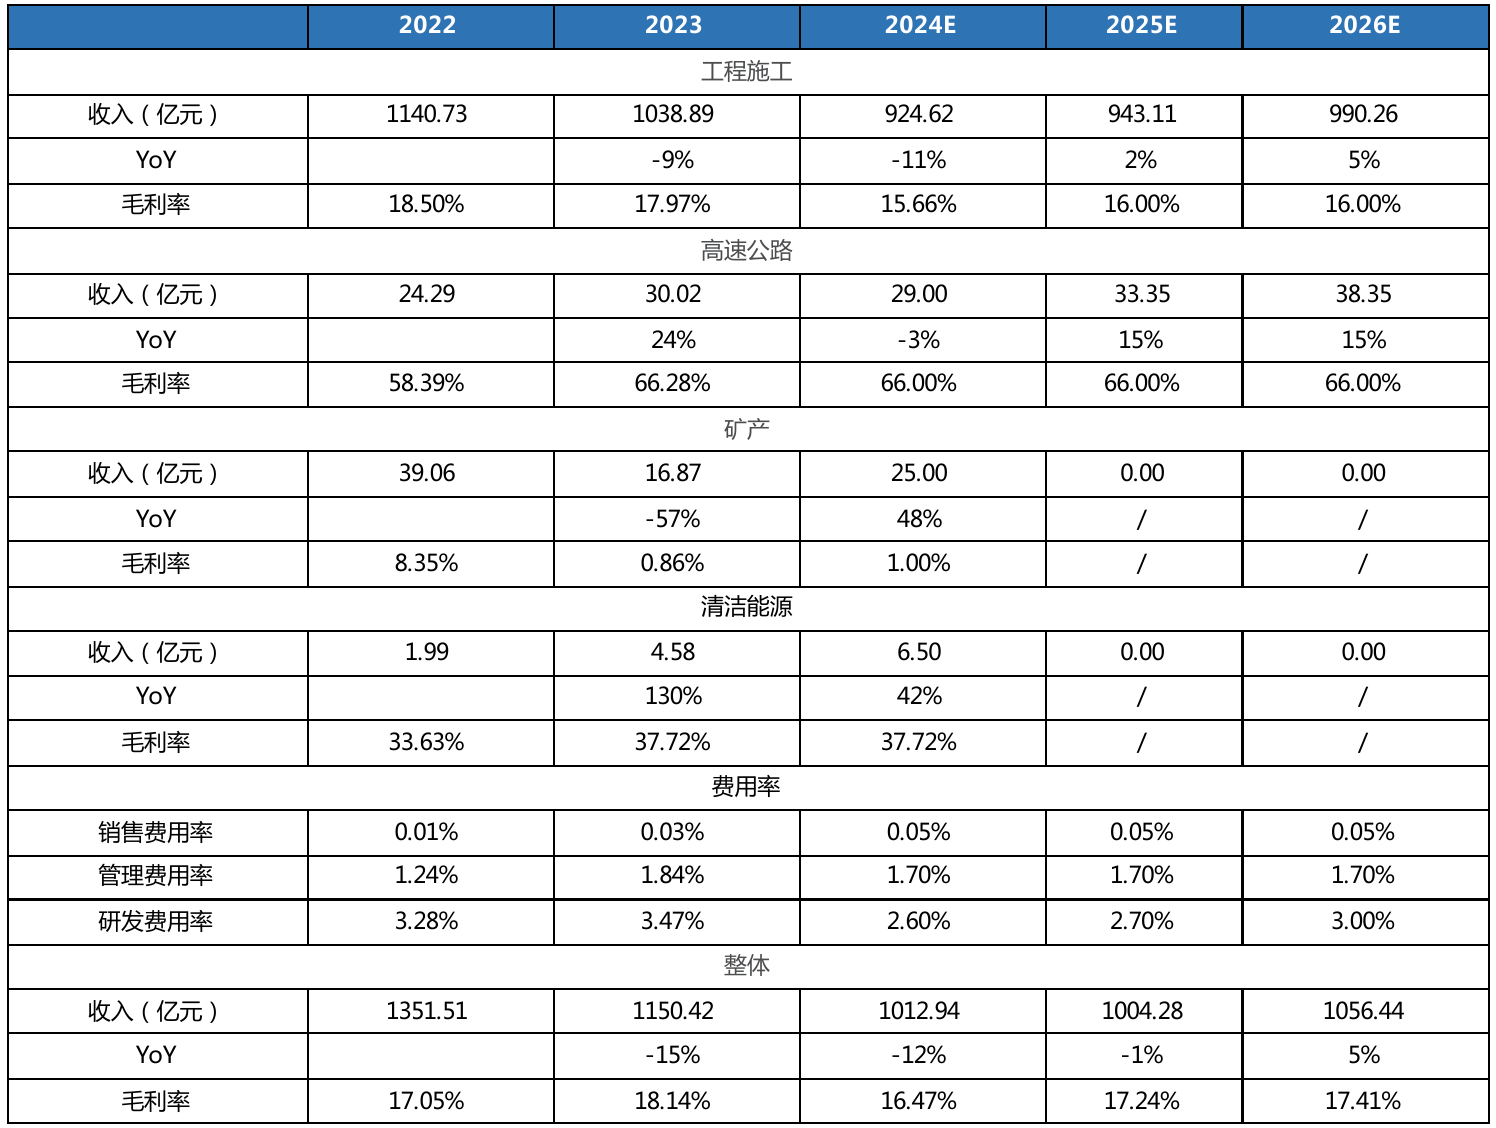 2022 2023 2024E 2025E 2026E
工程施工
收入（亿元） 1140.73 1038.89 924.62 943.11 990.26
YoY -9% -11% 2% 5%
毛利率 18.50% 17.97% 15.66% 16.00% 16.00%
高速公路
收入（亿元） 24.29 30.02 29.00 33.35 38.35
YoY 24% -3% 15% 15%
毛利率 58.39% 66.28% 66.00% 66.00% 66.00%
矿产
收入（亿元） 39.06 16.87 25.00 0.00 0.00
YoY -57% 48% / /
毛利率 8.35% 0.86% 1.00% / /
清洁能源
收入（亿元） 1.99 4.58 6.50 0.00 0.00
YoY 130% 42% / /
毛利率 33.63% 37.72% 37.72% / /
费用率
销售费用率 0.01% 0.03% 0.05% 0.05% 0.05%
管理费用率 1.24% 1.84% 1.70% 1.70% 1.70%
研发费用率 3.28% 3.47% 2.60% 2.70% 3.00%
整体
收入（亿元） 1351.51 1150.42 1012.94 1004.28 1056.44
YoY -15% -12% -1% 5%
毛利率 17.05% 18.14% 16.47% 17.24% 17.41%